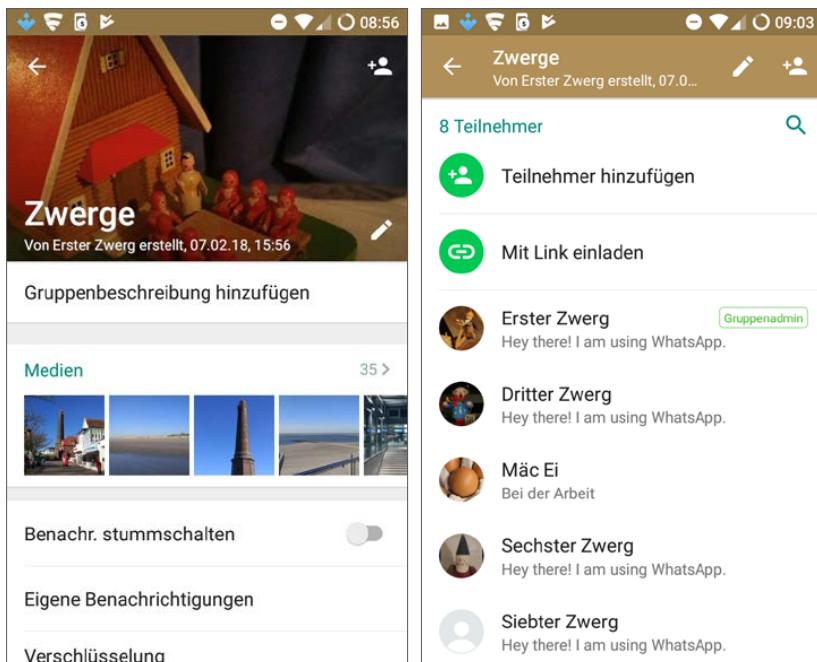 08:56
Zwerge
Von Erster Zwerg erstellt, 07.02.18, 15:56
Gruppenbeschreibung hinzufügen
Medien
35 >
Benachr. stummschalten
Eigene Benachrichtigungen
Verschlüsselung
09:03
Zwerge
Von Erster Zwerg erstellt, 07.0...
8 Teilnehmer
Teilnehmer hinzufügen
Mit Link einladen
Erster Zwerg
Gruppenadmin
Hey there! I am using WhatsApp.
Dritter Zwerg
Hey there! I am using WhatsApp.
Mäc Ei
Bei der Arbeit
Sechster Zwerg
Hey there! I am using WhatsApp.
Siebter Zwerg
Hey there! I am using WhatsApp.